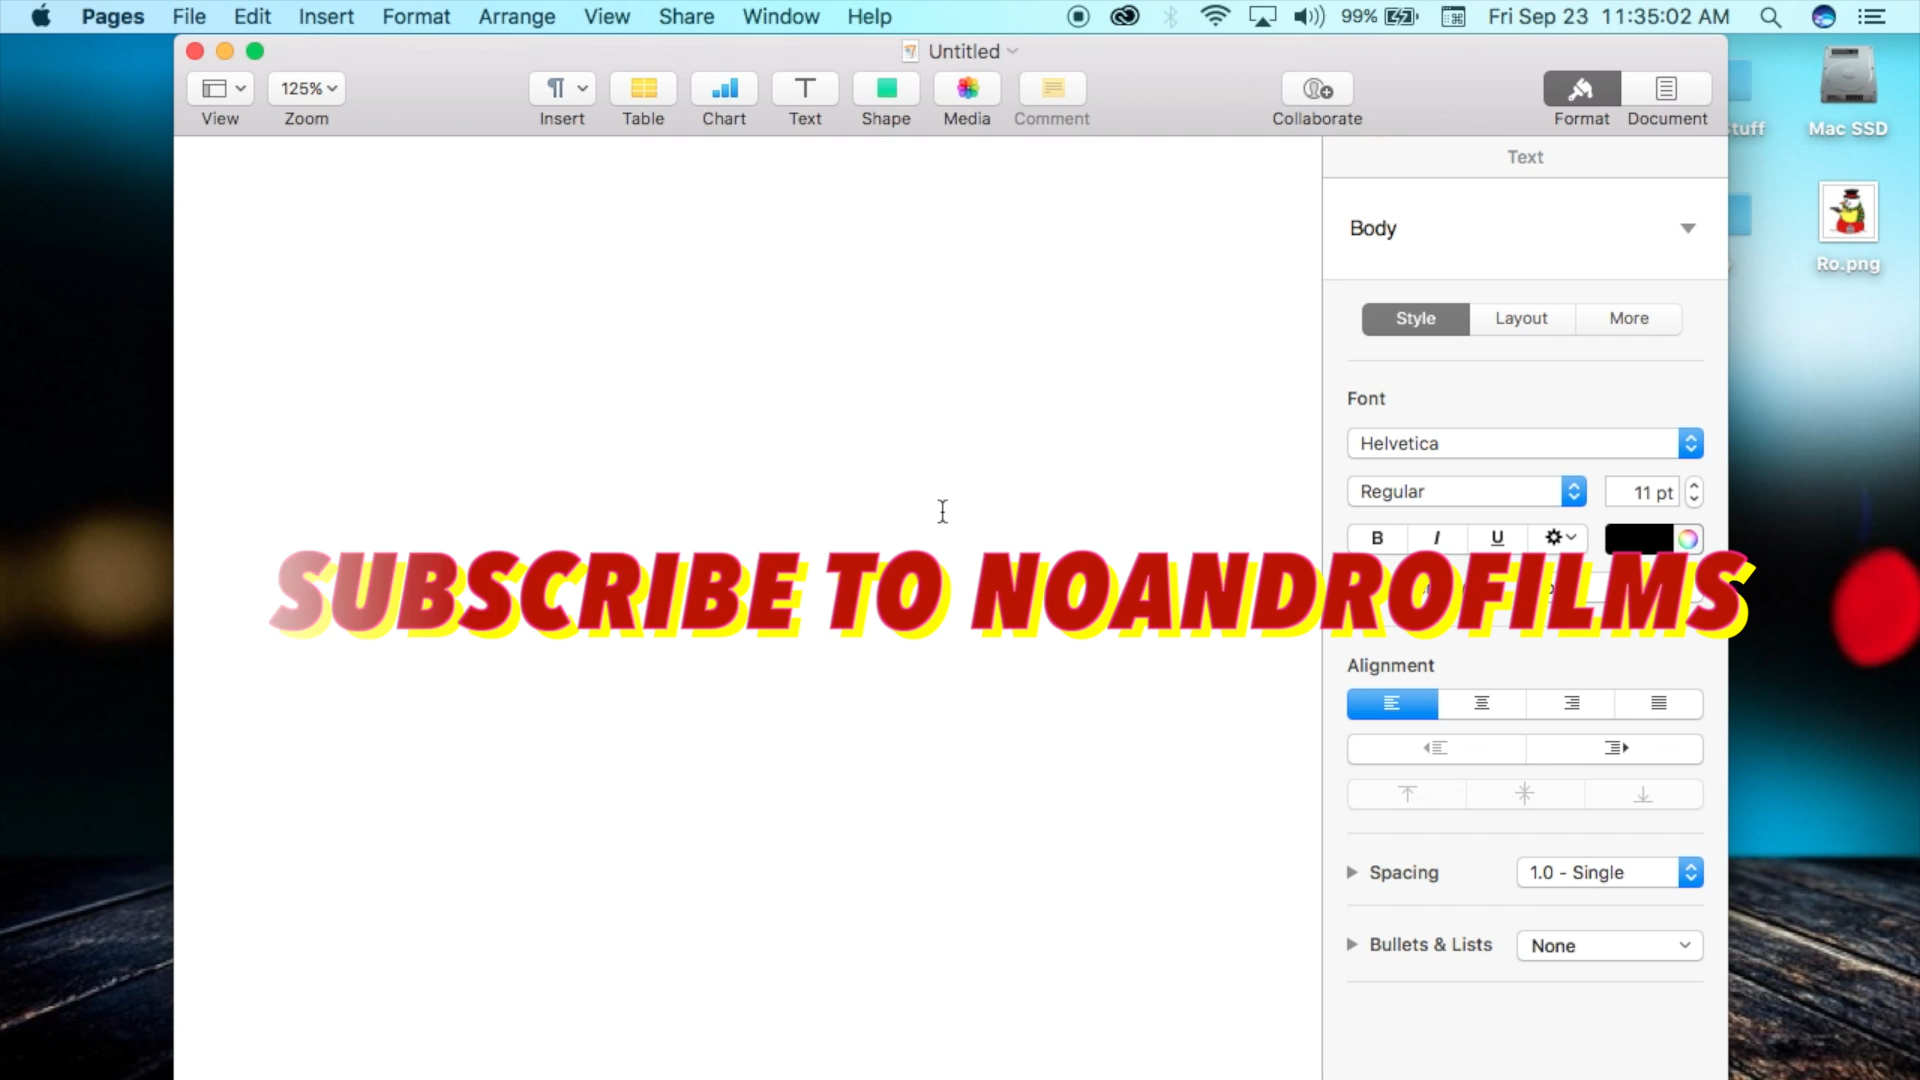 Pages File Edit Insert Format Arrange View Share Window Help 99% Fri Sep 23 11:35:02 AM
Untitled
125%
View Zoom Insert Table Chart Text Shape Media Comment Collaborate Format Document
tuff
Mac SSD
Text
Body
Ro.png
Style Layout More
Font
Helvetica
Regular 11 pt
B I U
SUBSCRIBE TO NOANDROFILMS
Alignment
Spacing 1.0 - Single
Bullets & Lists None